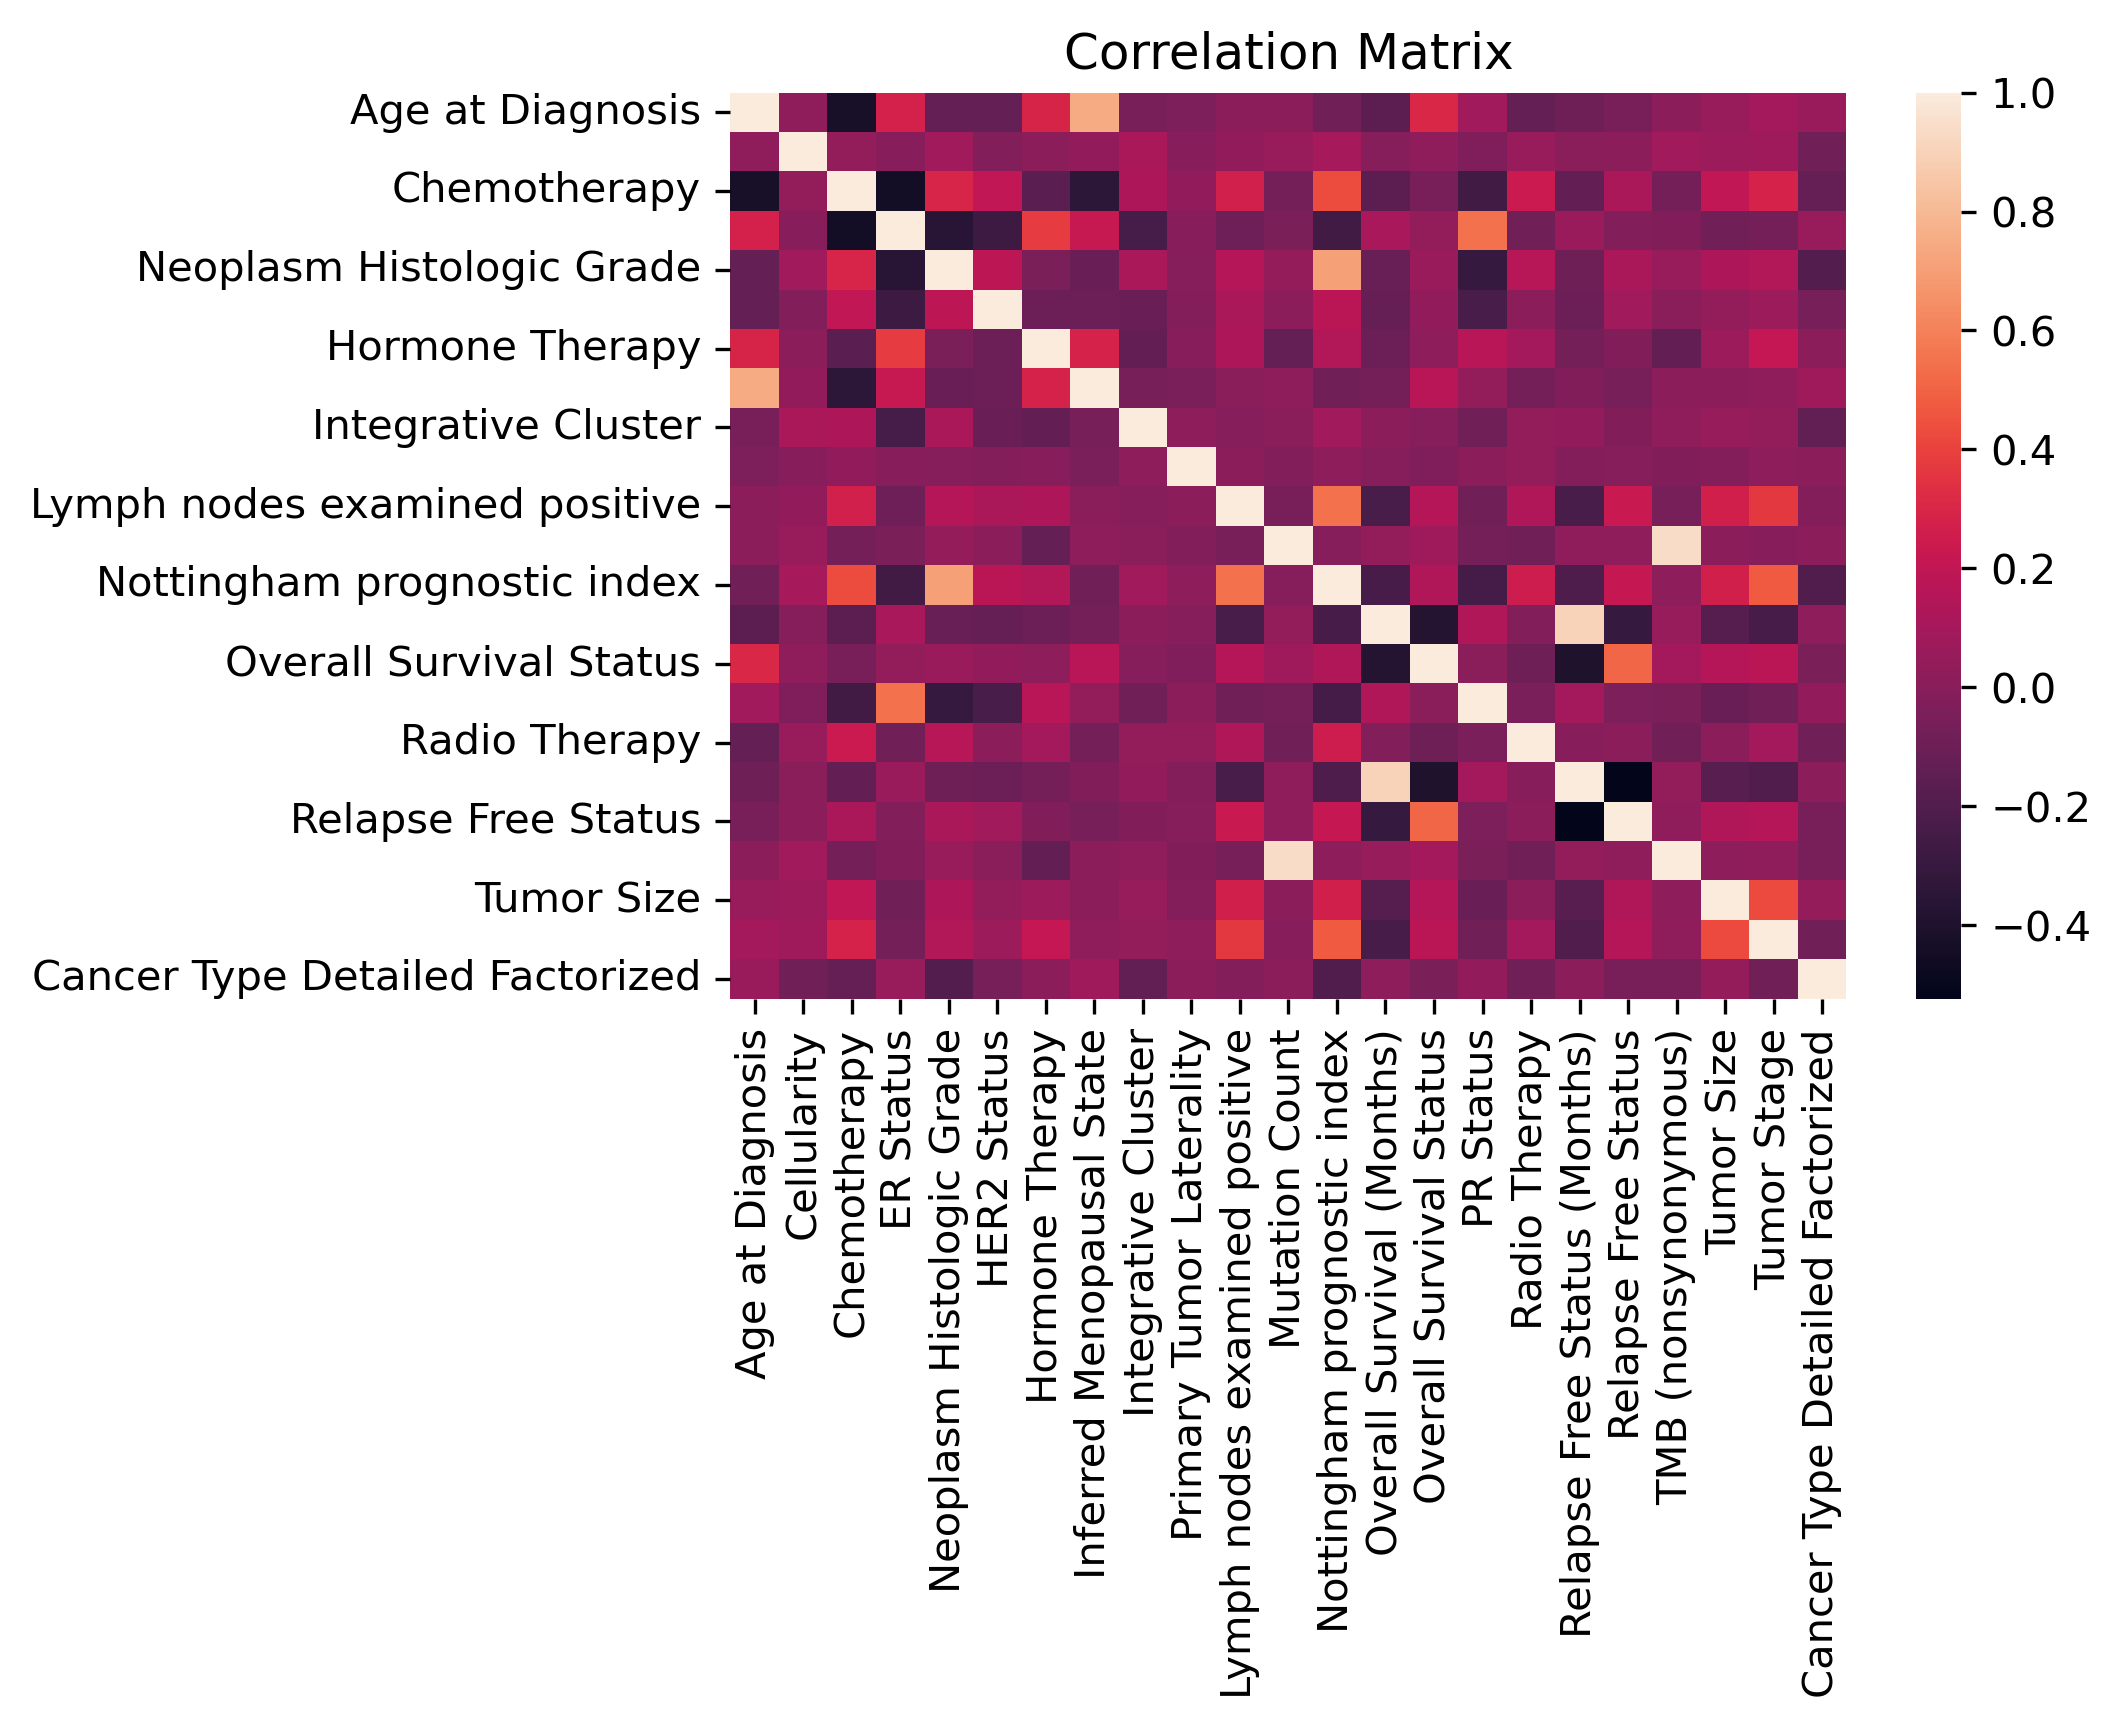 Correlation Matrix
Age at Diagnosis
Chemotherapy
Neoplasm Histologic Grade
Hormone Therapy
Integrative Cluster
Lymph nodes examined positive
Nottingham prognostic index
Overall Survival Status
Radio Therapy
Relapse Free Status
Tumor Size
Cancer Type Detailed Factorized
1.0
0.8
0.6
0.4
0.2
0.0
−0.2
−0.4
Age at Diagnosis
Cellularity
Chemotherapy
ER Status
Neoplasm Histologic Grade
HER2 Status
Hormone Therapy
Inferred Menopausal State
Integrative Cluster
Primary Tumor Laterality
Lymph nodes examined positive
Mutation Count
Nottingham prognostic index
Overall Survival (Months)
Overall Survival Status
PR Status
Radio Therapy
Relapse Free Status (Months)
Relapse Free Status
TMB (nonsynonymous)
Tumor Size
Tumor Stage
Cancer Type Detailed Factorized